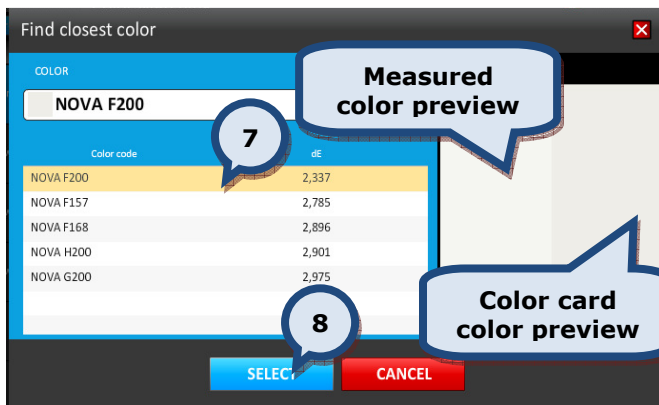 Find closest color
COLOR
NOVA F200
Measured
color preview
7
Color code dE
NOVA F200 2,337
NOVA F157 2,785
NOVA F168 2,896
NOVA H200 2,901
NOVA G200 2,975
8
Color card
color preview
SELECT CANCEL